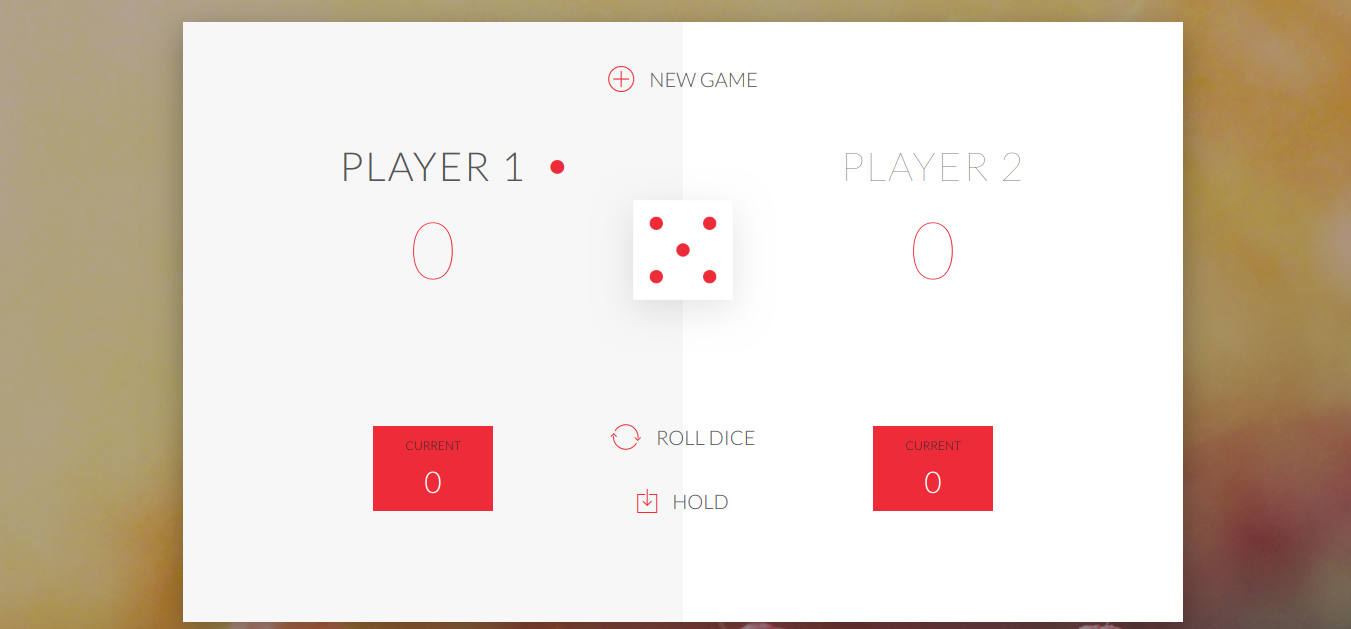 NEW GAME
PLAYER 1
PLAYER 2
0
0
ROLL DICE
CURRENT
0
CURRENT
0
HOLD